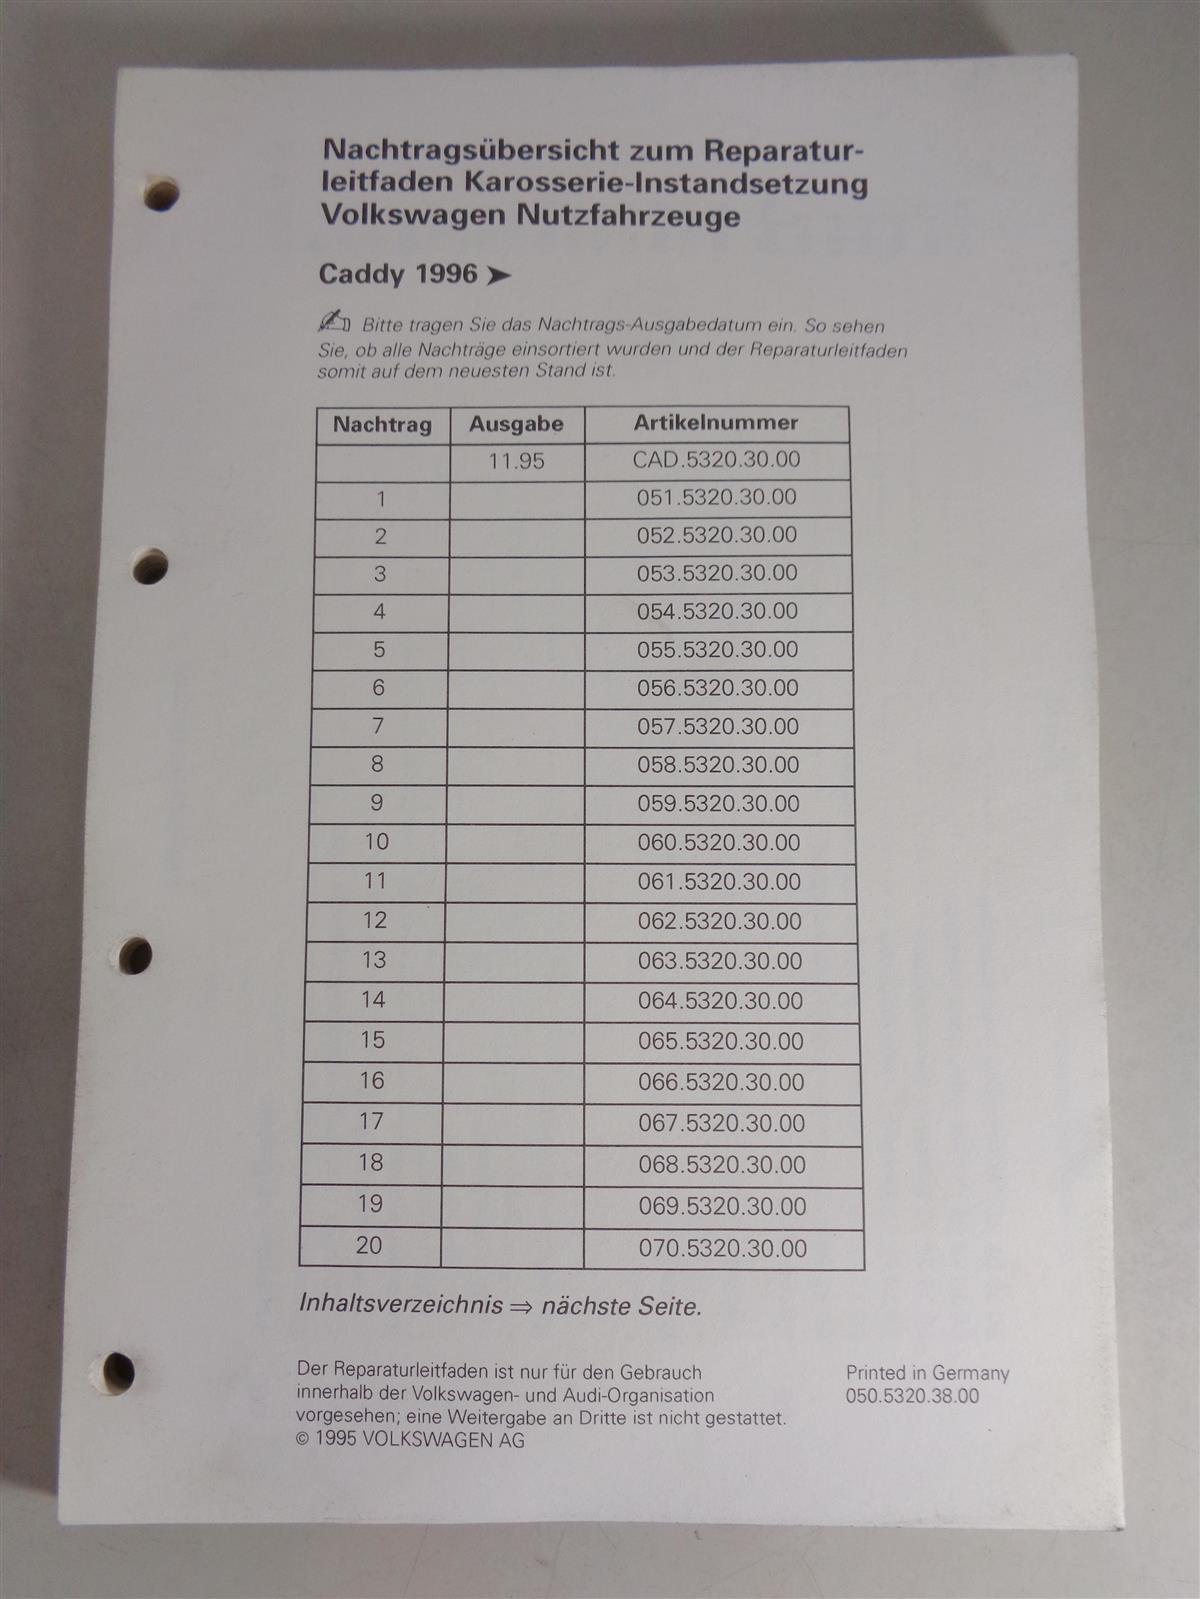 Nachtragsübersicht zum Reparatur-
leitfaden Karosserie-Instandsetzung
Volkswagen Nutzfahrzeuge
Caddy 1996 ➤
✍ Bitte tragen Sie das Nachtrags-Ausgabedatum ein. So sehen
Sie, ob alle Nachträge einsortiert wurden und der Reparaturleitfaden
somit auf dem neuesten Stand ist.
Nachtrag Ausgabe Artikelnummer
11.95 CAD.5320.30.00
1 051.5320.30.00
2 052.5320.30.00
3 053.5320.30.00
4 054.5320.30.00
5 055.5320.30.00
6 056.5320.30.00
7 057.5320.30.00
8 058.5320.30.00
9 059.5320.30.00
10 060.5320.30.00
11 061.5320.30.00
12 062.5320.30.00
13 063.5320.30.00
14 064.5320.30.00
15 065.5320.30.00
16 066.5320.30.00
17 067.5320.30.00
18 068.5320.30.00
19 069.5320.30.00
20 070.5320.30.00
Inhaltsverzeichnis ⇒ nächste Seite.
Der Reparaturleitfaden ist nur für den Gebrauch
innerhalb der Volkswagen- und Audi-Organisation
vorgesehen; eine Weitergabe an Dritte ist nicht gestattet.
© 1995 VOLKSWAGEN AG
Printed in Germany
050.5320.38.00